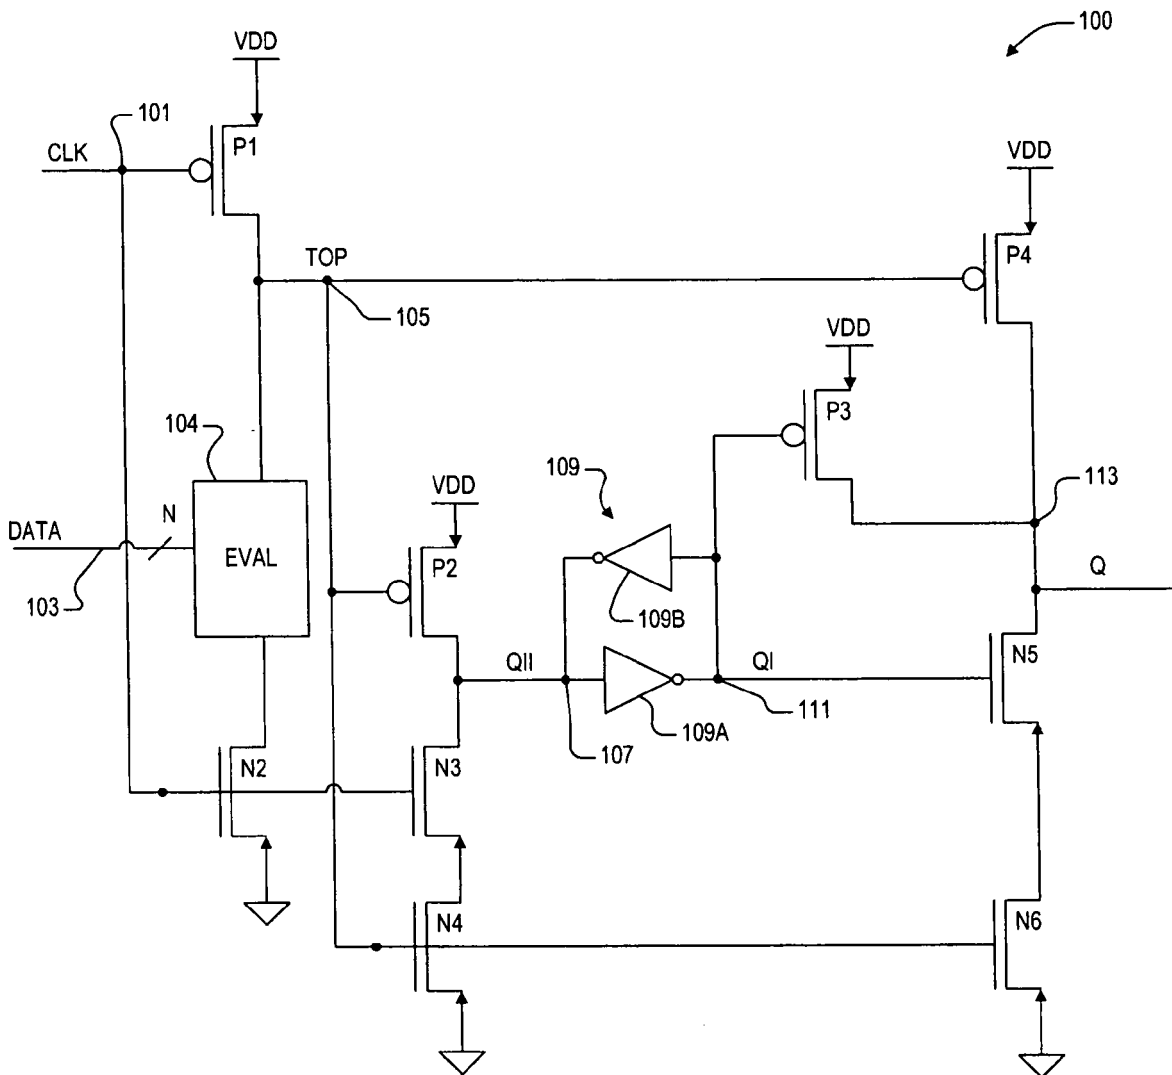 100
VDD
101
P1
CLK
VDD
P4
TOP
105
VDD
P3
104
109
113
VDD
N
DATA
EVAL
P2
Q
103
109B
N5
QII
QI
111
109A
107
N2
N3
N4
N6